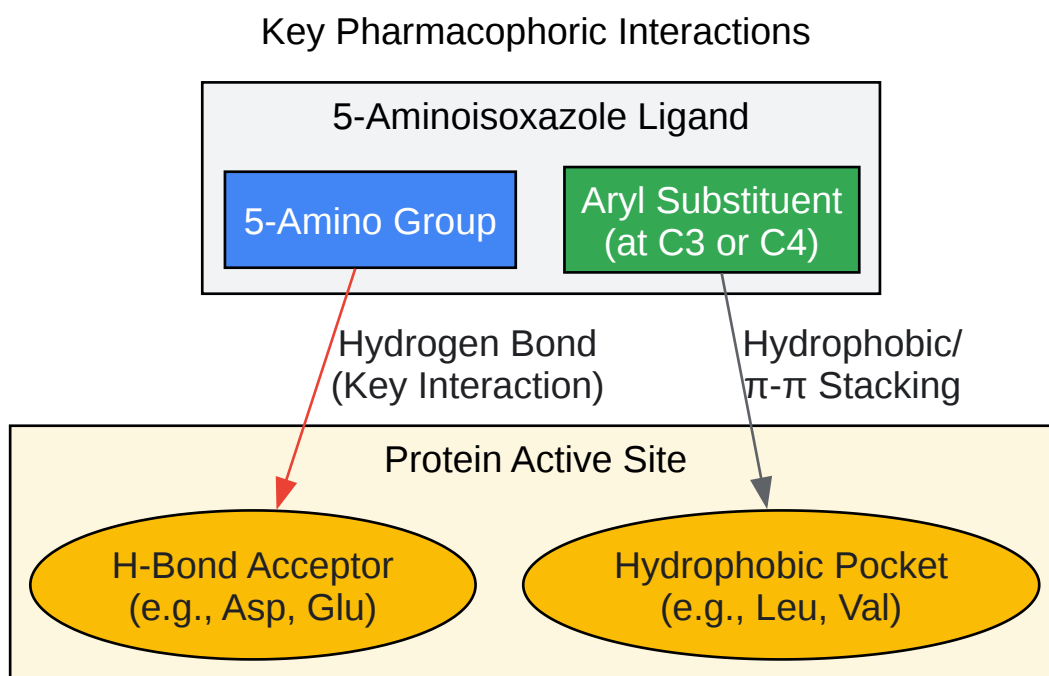 Key Pharmacophoric Interactions
5-Aminoisoxazole Ligand
5-Amino Group
Aryl Substituent
(at C3 or C4)
Hydrogen Bond
(Key Interaction)
Hydrophobic/
π-π Stacking
Protein Active Site
H-Bond Acceptor
(e.g., Asp, Glu)
Hydrophobic Pocket
(e.g., Leu, Val)